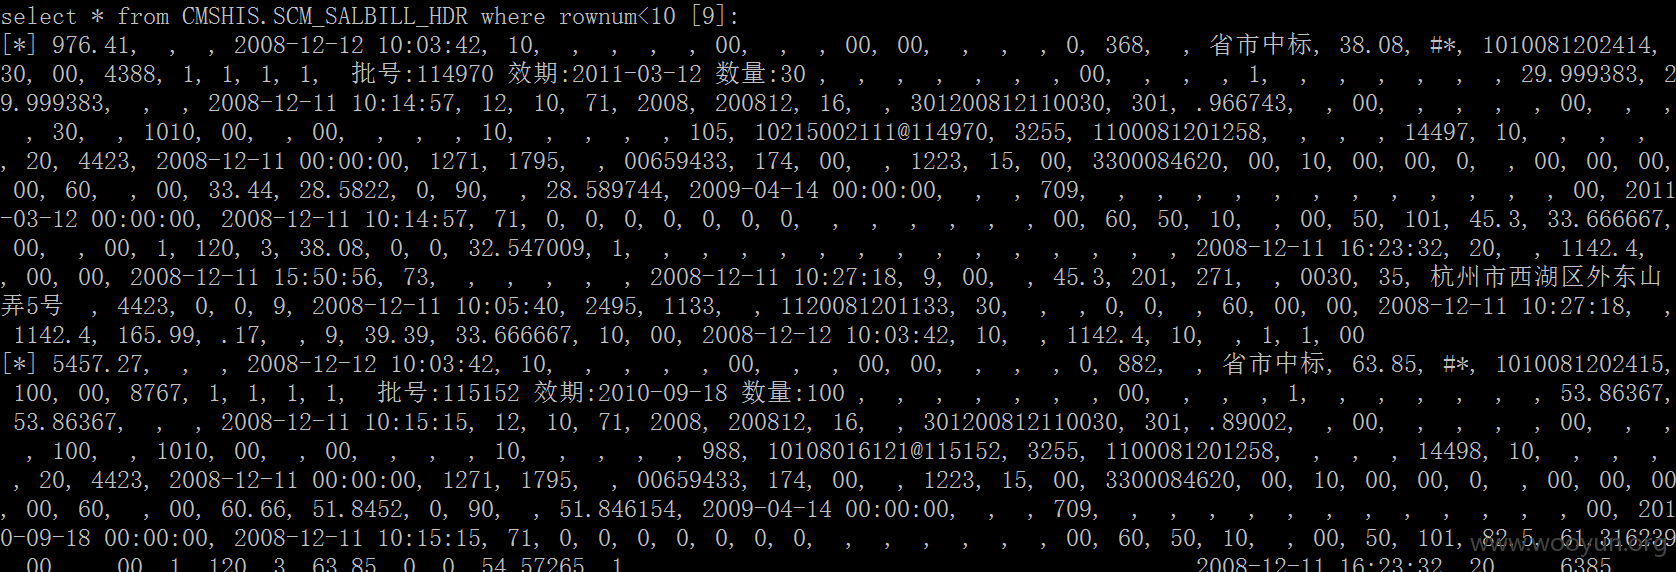 select * from CMSHIS.SCM_SALBILL_HDR where rownum<10 [9]:
[*] 976.41, , , 2008-12-12 10:03:42, 10, , , , , 00, , , 00, 00, , , , 0, 368, , 省市中标, 38.08, #*, 1010081202414,
30, 00, 4388, 1, 1, 1, 1, 批号:114970 效期:2011-03-12 数量:30 , , , , , , , 00, , , , 1, , , , , , , 29.999383, 2
9.999383, , , 2008-12-11 10:14:57, 12, 10, 71, 2008, 200812, 16, , 301200812110030, 301, .966743, , 00, , , , , 00, , ,
, 30, , 1010, 00, , 00, , , , 10, , , , , 105, 10215002111@114970, 3255, 1100081201258, , , , 14497, 10, , , ,
, 20, 4423, 2008-12-11 00:00:00, 1271, 1795, , 00659433, 174, 00, , 1223, 15, 00, 3300084620, 00, 10, 00, 00, 0, , 00, 00, 00,
00, 60, , 00, 33.44, 28.5822, 0, 90, , 28.589744, 2009-04-14 00:00:00, , , 709, , , , , , , , , , , , , 00, 2011
-03-12 00:00:00, 2008-12-11 10:14:57, 71, 0, 0, 0, 0, 0, 0, 0, , , , , , , 00, 60, 50, 10, , 00, 50, 101, 45.3, 33.666667,
00, , 00, 1, 120, 3, 38.08, 0, 0, 32.547009, 1, , , , , , , , , , , , , , , 2008-12-11 16:23:32, 20, , 1142.4,
, 00, 00, 2008-12-11 15:50:56, 73, , , , , , 2008-12-11 10:27:18, 9, 00, , 45.3, 201, 271, , 0030, 35, 杭州市西湖区外东山
弄5号 , 4423, 0, 0, 9, 2008-12-11 10:05:40, 2495, 1133, , 1120081201133, 30, , , 0, 0, , 60, 00, 00, 2008-12-11 10:27:18, ,
1142.4, 165.99, .17, , 9, 39.39, 33.666667, 10, 00, 2008-12-12 10:03:42, 10, , 1142.4, 10, , 1, 1, 00
[*] 5457.27, , , 2008-12-12 10:03:42, 10, , , , , 00, , , 00, 00, , , , 0, 882, , 省市中标, 63.85, #*, 1010081202415,
100, 00, 8767, 1, 1, 1, 1, 批号:115152 效期:2010-09-18 数量:100 , , , , , , , 00, , , , 1, , , , , , , 53.86367,
53.86367, , , 2008-12-11 10:15:15, 12, 10, 71, 2008, 200812, 16, , 301200812110030, 301, .89002, , 00, , , , , 00, , ,
, 100, , 1010, 00, , 00, , , , 10, , , , , 988, 10108016121@115152, 3255, 1100081201258, , , , 14498, 10, , , ,
, 20, 4423, 2008-12-11 00:00:00, 1271, 1795, , 00659433, 174, 00, , 1223, 15, 00, 3300084620, 00, 10, 00, 00, 0, , 00, 00, 00
, 00, 60, , 00, 60.66, 51.8452, 0, 90, , 51.846154, 2009-04-14 00:00:00, , , 709, , , , , , , , , , , , , 00, 201
0-09-18 00:00:00, 2008-12-11 10:15:15, 71, 0, 0, 0, 0, 0, 0, 0, , , , , , , 00, 60, 50, 10, , 00, 50, 101, 82.5, 61.316239
00, , 00, 1, 120, 3, 63.85, 0, 0, 54.57265, 1, 2008-12-11 16:23:32, 20, , 6385
www.wooyun.org